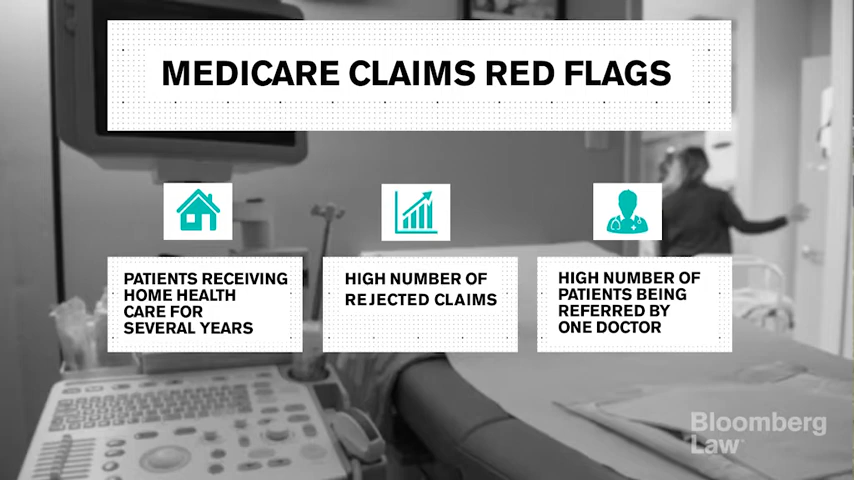 MEDICARE CLAIMS RED FLAGS
PATIENTS RECEIVING
HOME HEALTH
CARE FOR
SEVERAL YEARS
HIGH NUMBER OF
REJECTED CLAIMS
HIGH NUMBER OF
PATIENTS BEING
REFERRED BY
ONE DOCTOR
Bloomberg
Law